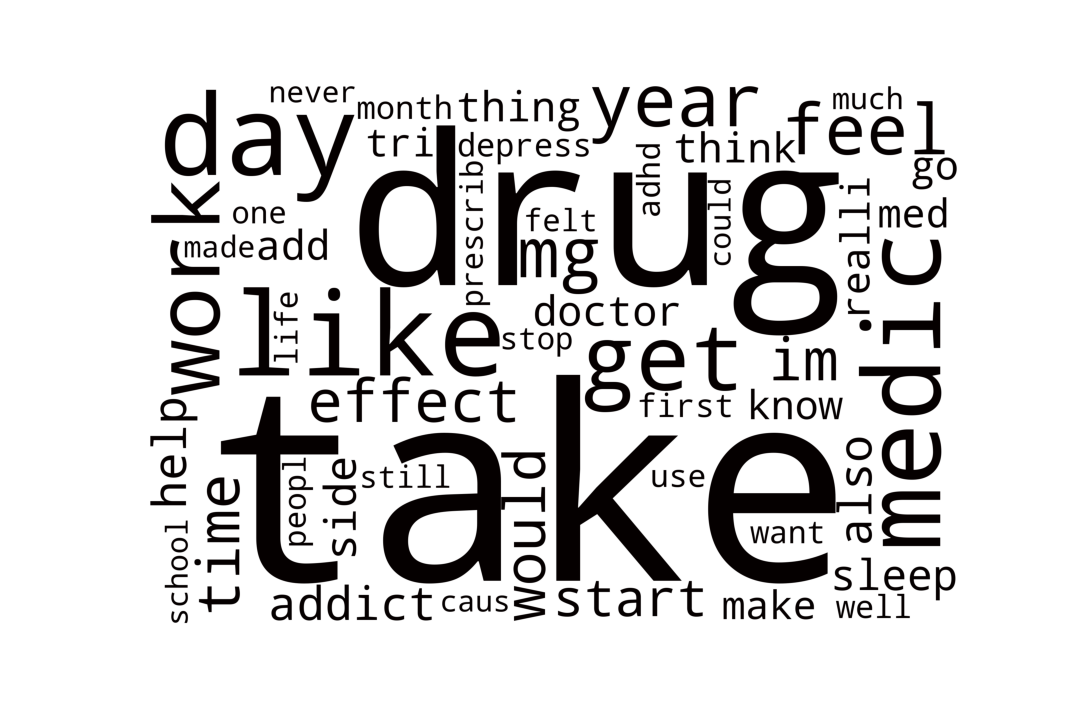 never
month
thing
year
much
day
tri
depress
adhd
think
feel
go
drug
prescrib
could
realli
med
work
one
felt
made
add
mg
medic
like
life
doctor
stop
get
im
effect
first
know
take
help
peopl
side
still
would
use
also
time
school
want
sleep
addict
caus
start
make
well